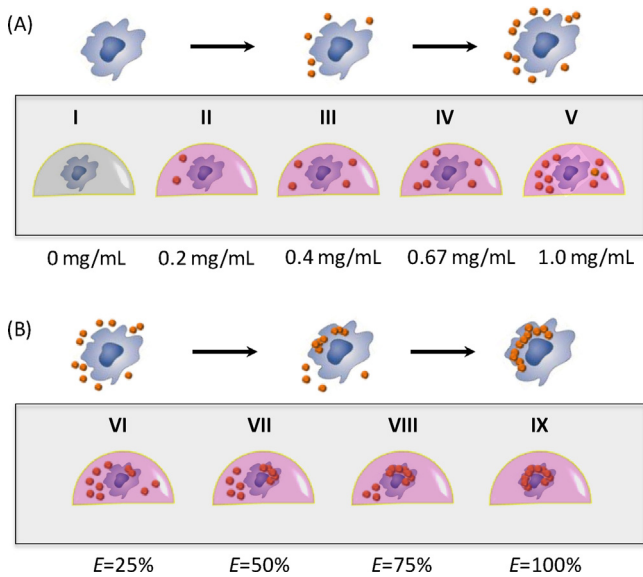 (A)
I II III IV V
0 mg/mL 0.2 mg/mL 0.4 mg/mL 0.67 mg/mL 1.0 mg/mL
(B)
VI VII VIII IX
E=25% E=50% E=75% E=100%